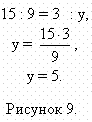 15 : 9 = 3 : y,
y = 15·3/9,
y = 5.
Рисунок 9.